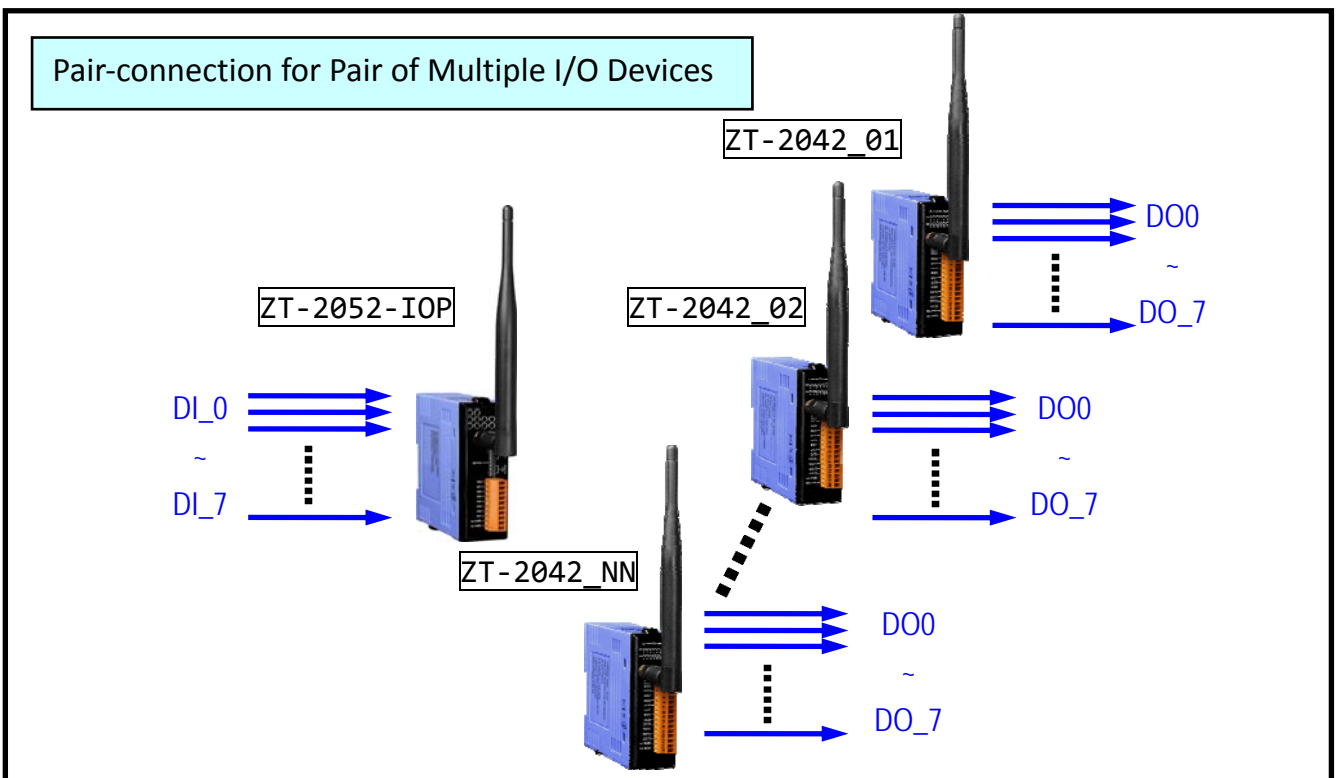 Pair-connection for Pair of Multiple I/O Devices
ZT-2042_01
DO0
~
DO_7
ZT-2052-IOP
DI_0
~
DI_7
ZT-2042_02
DO0
~
DO_7
ZT-2042_NN
DO0
~
DO_7